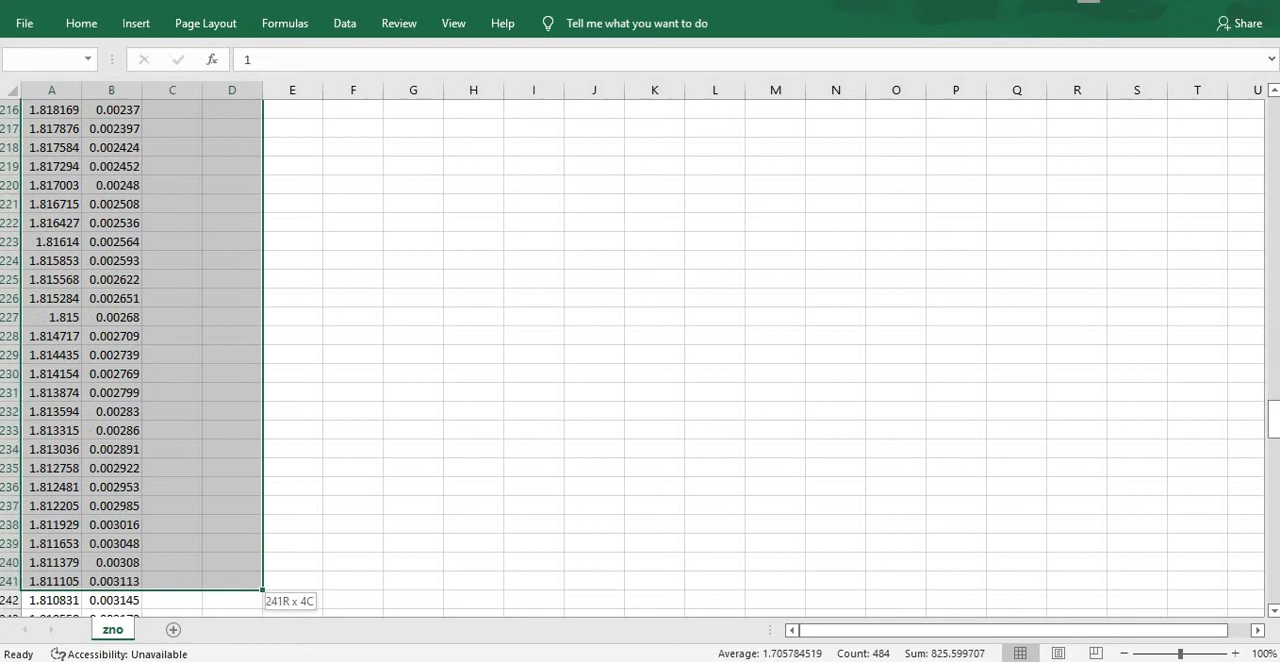 File Home Insert Page Layout Formulas Data Review View Help Tell me what you want to do Share
fx 1
A B C D E F G H I J K L M N O P Q R S T U
216 1.818169 0.00237
217 1.817876 0.002397
218 1.817584 0.002424
219 1.817294 0.002452
220 1.817003 0.00248
221 1.816715 0.002508
222 1.816427 0.002536
223 1.81614 0.002564
224 1.815853 0.002593
225 1.815568 0.002622
226 1.815284 0.002651
227 1.815 0.00268
228 1.814717 0.002709
229 1.814435 0.002739
230 1.814154 0.002769
231 1.813874 0.002799
232 1.813594 0.00283
233 1.813315 0.00286
234 1.813036 0.002891
235 1.812758 0.002922
236 1.812481 0.002953
237 1.812205 0.002985
238 1.811929 0.003016
239 1.811653 0.003048
240 1.811379 0.00308
241 1.811105 0.003113
242 1.810831 0.003145 241R x 4C
zno
Ready Accessibility: Unavailable Average: 1.705784519 Count: 484 Sum: 825.599707 100%